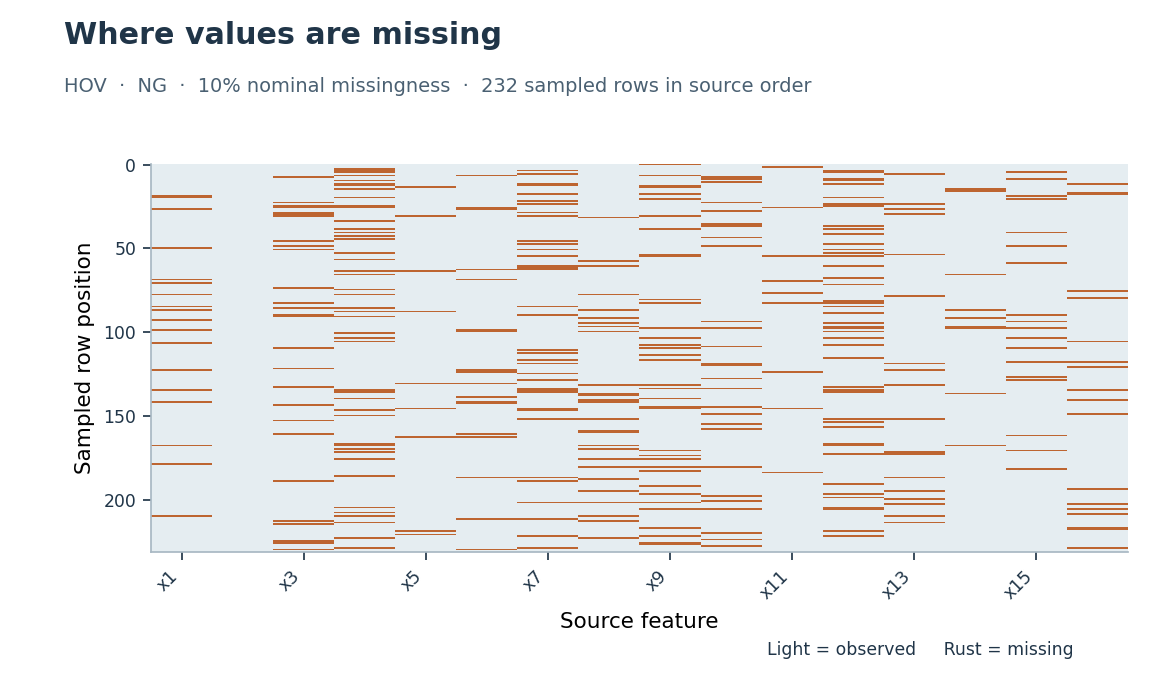 Where values are missing
HOV · NG · 10% nominal missingness · 232 sampled rows in source order
0
50
100
150
200
Sampled row position
x1
x3
x5
x7
x9
x11
x13
x15
Source feature
Light = observed Rust = missing